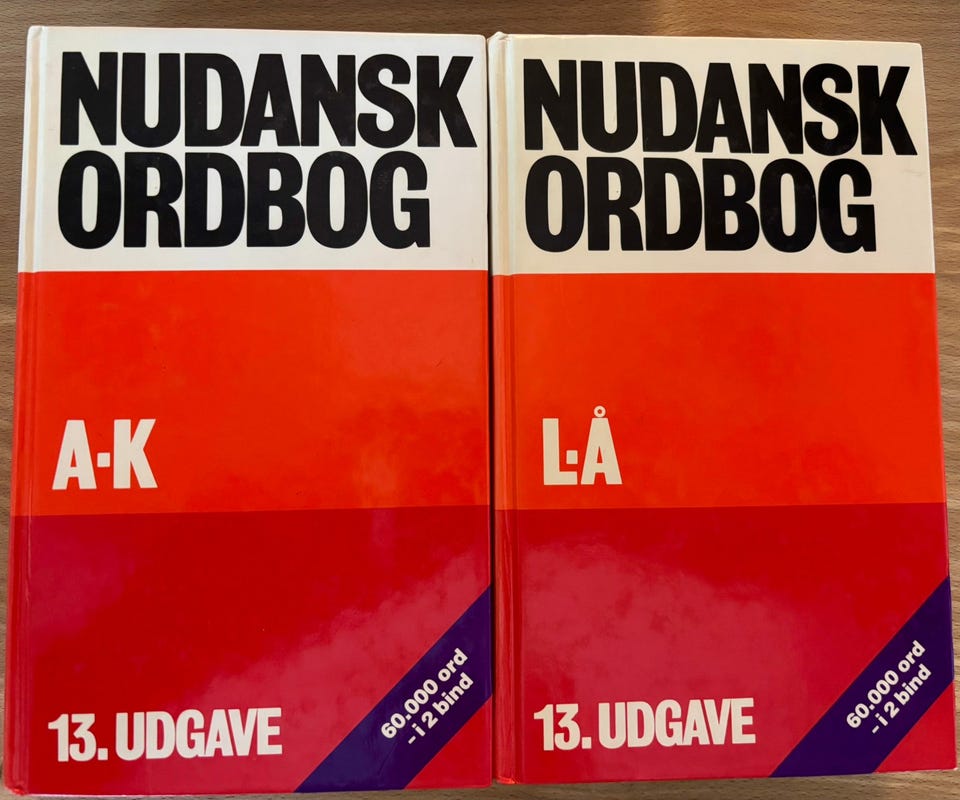 NUDANSK
ORDBOG
A-K
13. UDGAVE
60.000 ord
- i 2 bind
NUDANSK
ORDBOG
L-Å
13. UDGAVE
60.000 ord
- i 2 bind